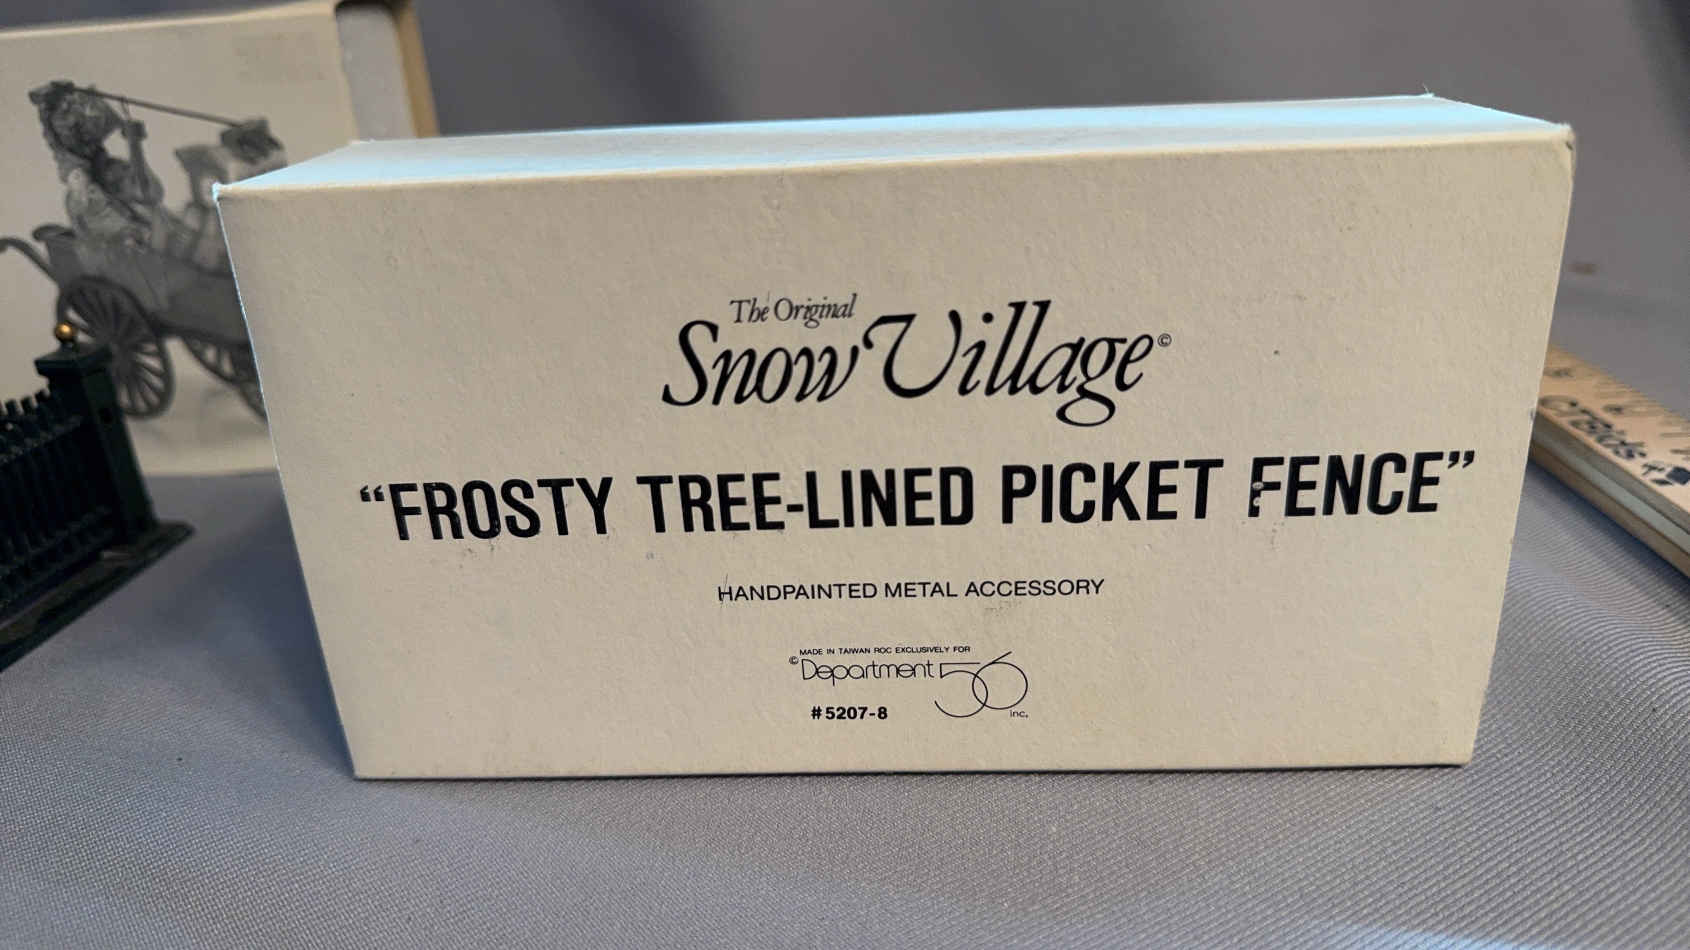 The Original
Snow Village©
“FROSTY TREE-LINED PICKET FENCE”
HANDPAINTED METAL ACCESSORY
MADE IN TAIWAN ROC EXCLUSIVELY FOR
©Department 56
inc.
#5207-8